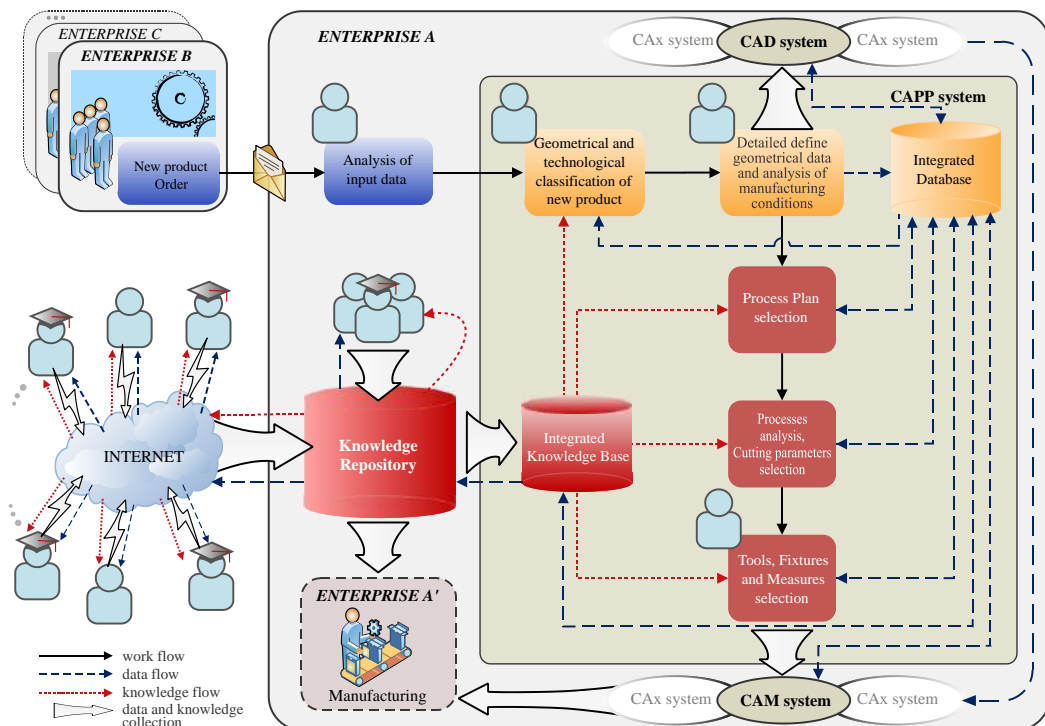 ENTERPRISE C
ENTERPRISE B
C
New product
Order
ENTERPRISE A
CAx system
CAD system
CAx system
CAPP system
Analysis of
input data
Geometrical and
technological
classification of
new product
Detailed define
geometrical data
and analysis of
manufacturing
conditions
Integrated
Database
Process Plan
selection
INTERNET
Knowledge
Repository
Integrated
Knowledge Base
Processes
analysis,
Cutting parameters
selection
Tools, Fixtures
and Measures
selection
ENTERPRISE A'
Manufacturing
work flow
data flow
knowledge flow
data and knowledge
collection
CAx system
CAM system
CAx system